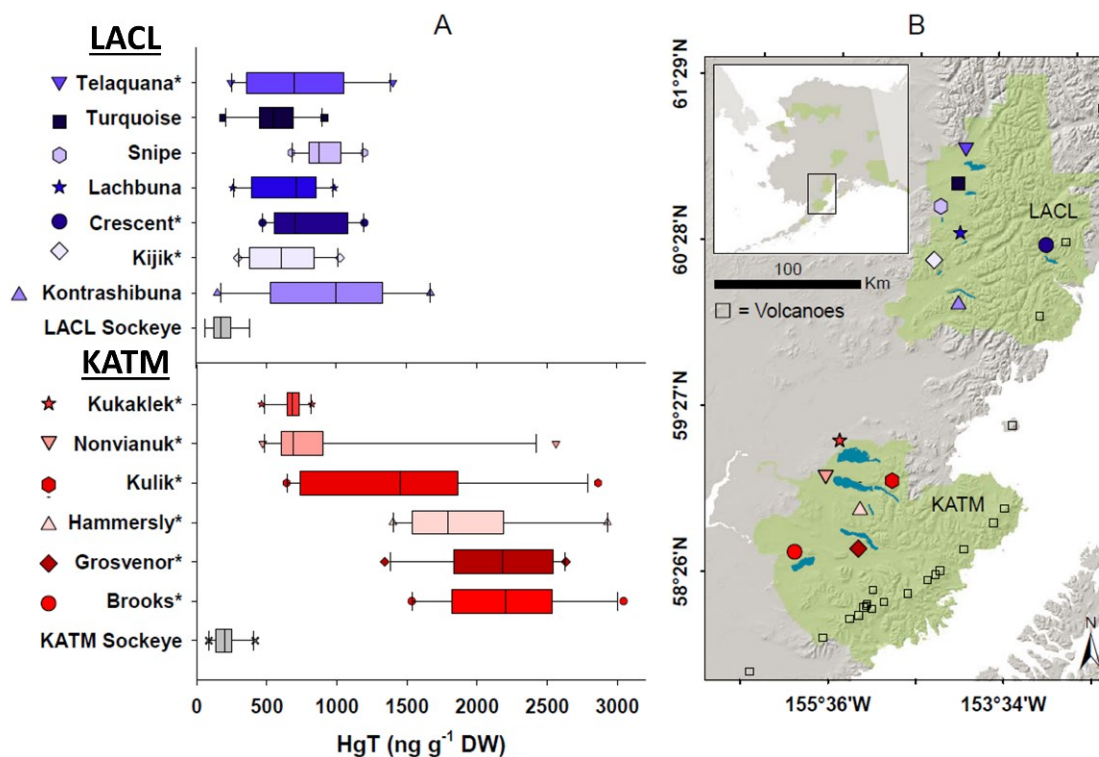 A
B
LACL
Telaquana*
Turquoise
Snipe
Lachbuna
Crescent*
Kijik*
Kontrashibuna
LACL Sockeye
KATM
Kukaklek*
Nonvianuk*
Kulik*
Hammersly*
Grosvenor*
Brooks*
KATM Sockeye
0 500 1000 1500 2000 2500 3000
HgT (ng g⁻¹ DW)
61°29'N
60°28'N
59°27'N
58°26'N
LACL
100
Km
= Volcanoes
KATM
N
155°36'W 153°34'W